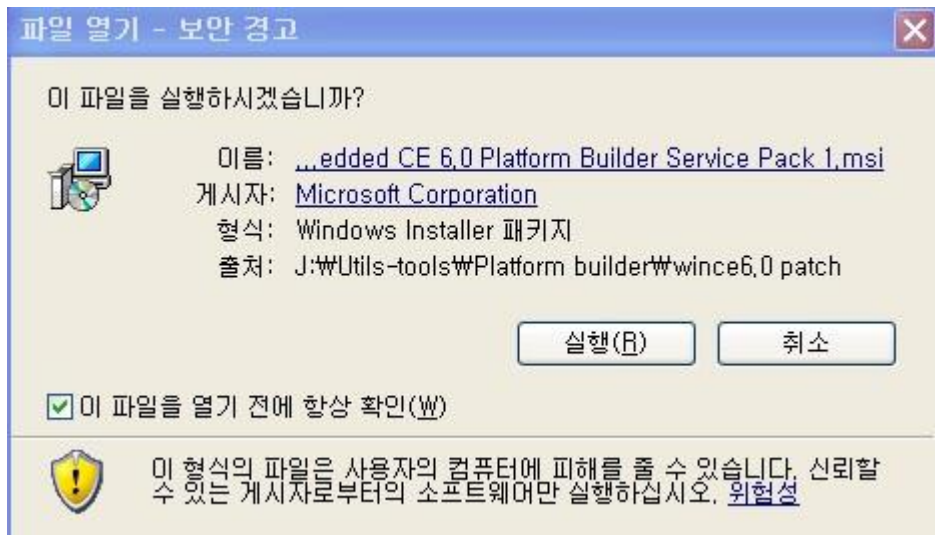 파일 열기 - 보안 경고
이 파일을 실행하시겠습니까?
이름: ...edded CE 6.0 Platform Builder Service Pack 1.msi
게시자: Microsoft Corporation
형식: Windows Installer 패키지
출처: J:₩Utils-tools₩Platform builder₩wince6.0 patch
실행(R) 취소
이 파일을 열기 전에 항상 확인(W)
이 형식의 파일은 사용자의 컴퓨터에 피해를 줄 수 있습니다. 신뢰할
수 있는 게시자로부터의 소프트웨어만 실행하십시오. 위험성